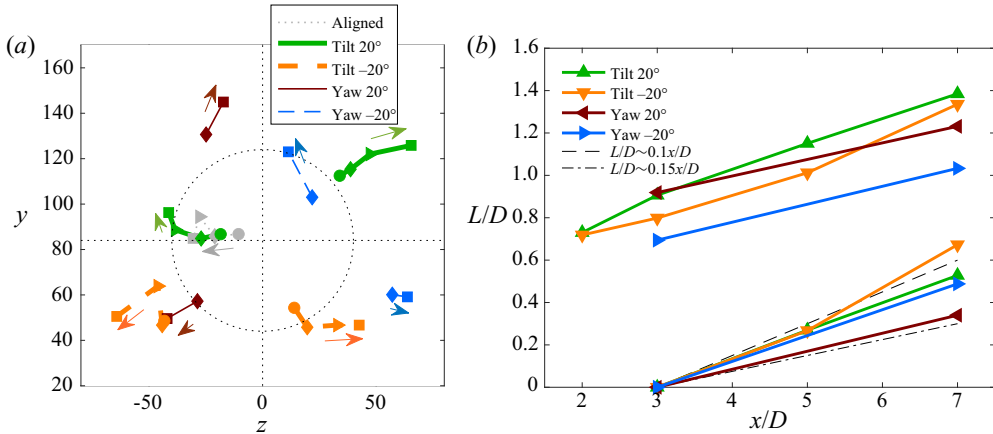 (a)
Aligned
Tilt 20°
Tilt –20°
Yaw 20°
Yaw –20°
160
140
120
100
80
60
40
20
y
-50
0
50
z
(b)
1.6
1.4
1.2
1.0
0.8
0.6
0.4
0.2
0
L/D
Tilt 20°
Tilt –20°
Yaw 20°
Yaw –20°
L/D~0.1x/D
L/D~0.15x/D
2
3
4
5
6
7
x/D